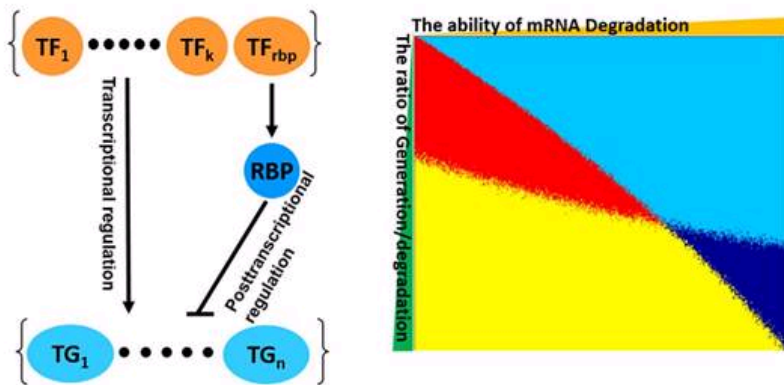 TF1 TFk TFrbp
Transcriptional regulation
RBP
Posttranscriptional
regulation
TG1 TGn
The ability of mRNA Degradation
The ratio of Generation/degradation